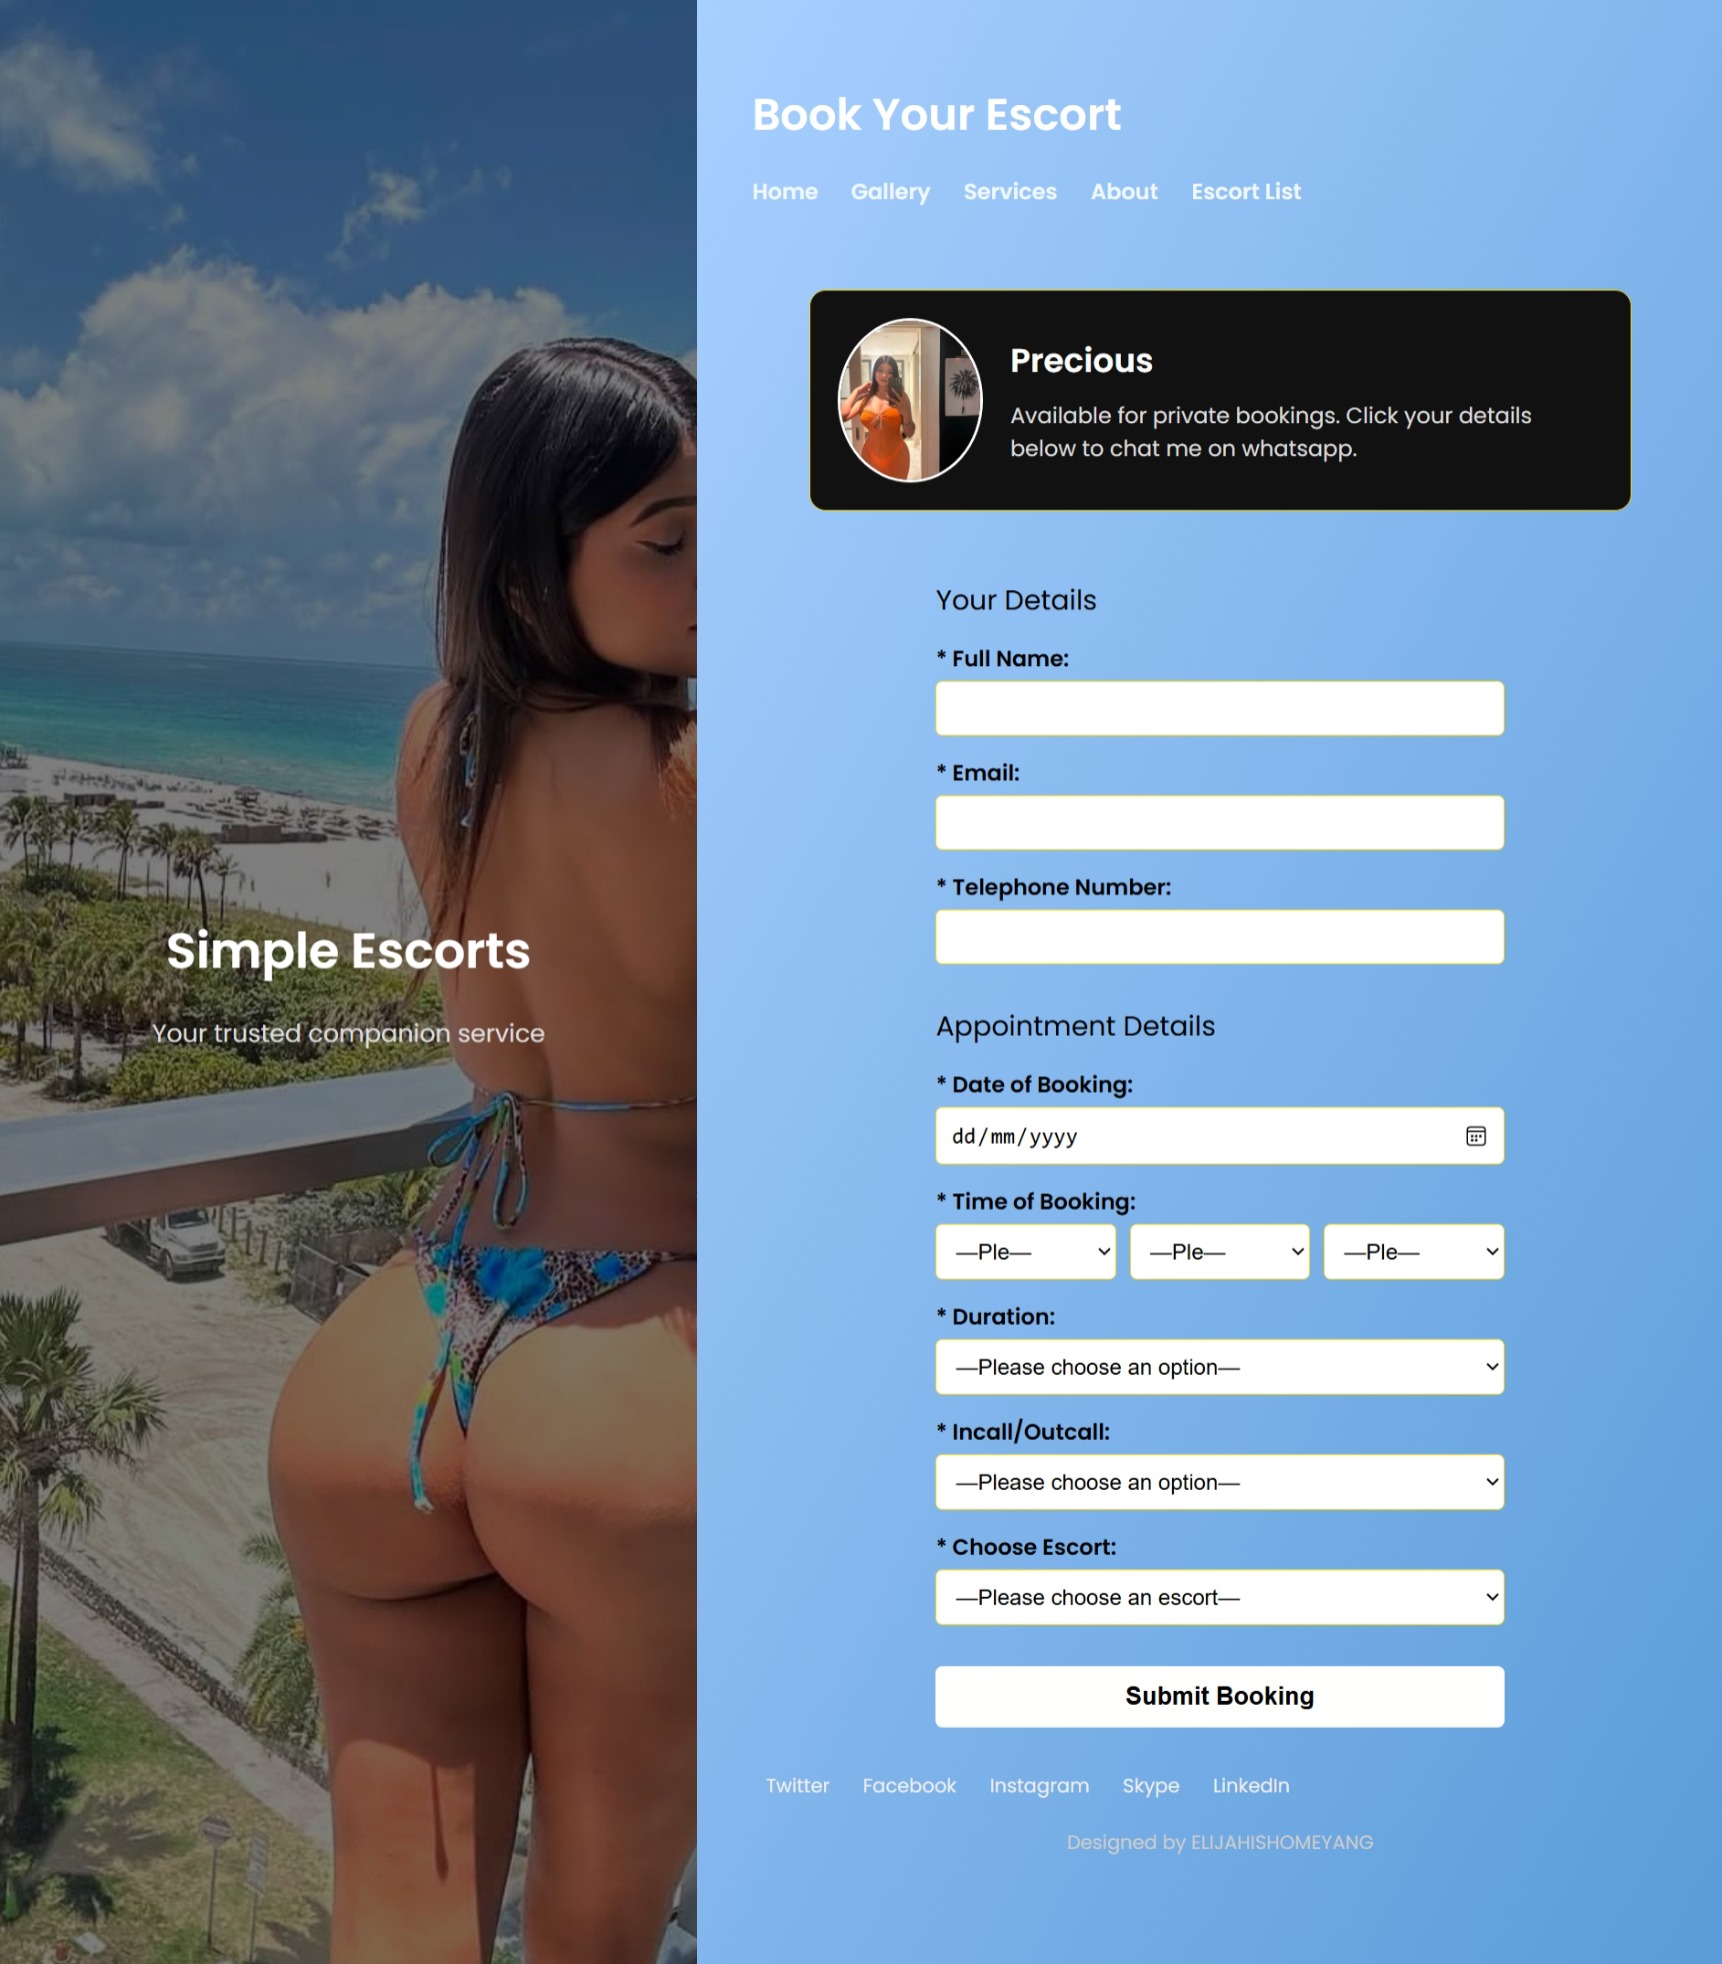 Book Your Escort
Home Gallery Services About Escort List
Precious
Available for private bookings. Click your details
below to chat me on whatsapp.
Your Details
* Full Name:
* Email:
* Telephone Number:
Simple Escorts
Your trusted companion service
Appointment Details
* Date of Booking:
dd/mm/yyyy
* Time of Booking:
—Ple— —Ple— —Ple—
* Duration:
—Please choose an option—
* Incall/Outcall:
—Please choose an option—
* Choose Escort:
—Please choose an escort—
Submit Booking
Twitter Facebook Instagram Skype LinkedIn
Designed by ELIJAHISHOMEYANG